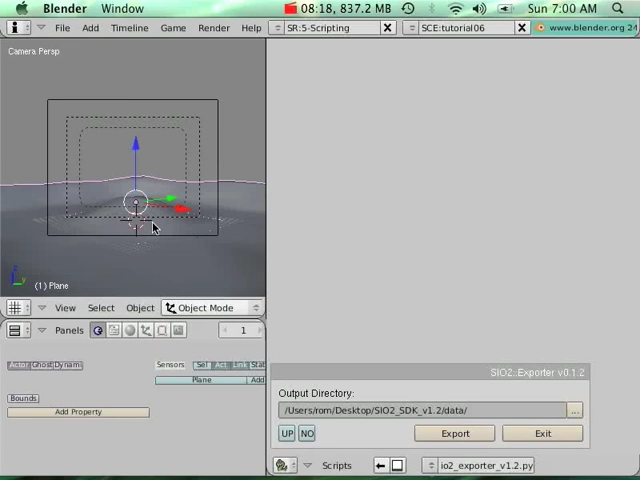 Blender Window 08:18, 837.2 MB Sun 7:00 AM
File Add Timeline Game Render Help SR:5-Scripting SCE:tutorial06 www.blender.org 24
Camera Persp
(1) Plane
View Select Object Object Mode
Panels 1
Actor Ghost Dynami Sensors Sel Act Link Stat
Plane Add
Bounds
Add Property
SIO2::Exporter v0.1.2
Output Directory:
/Users/rom/Desktop/SIO2_SDK_v1.2/data/ ...
UP NO Export Exit
Scripts io2_exporter_v1.2.py